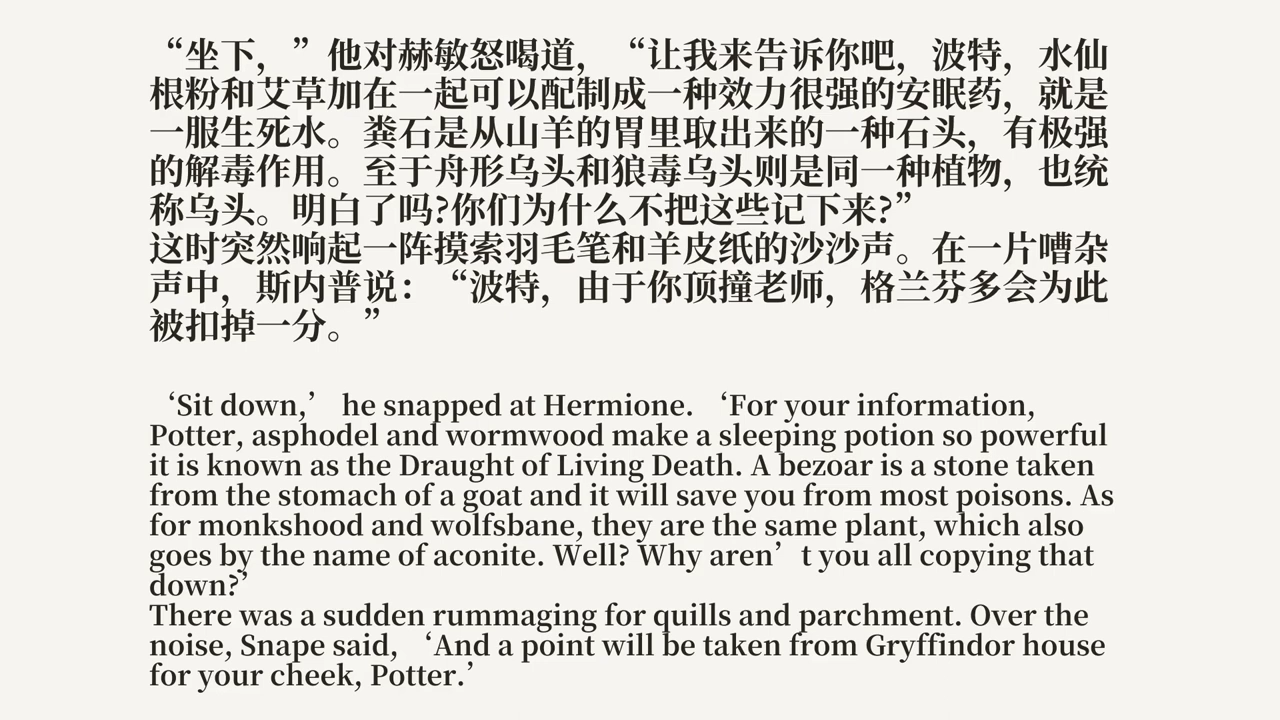 “坐下，”他对赫敏怒喝道，“让我来告诉你吧，波特，水仙
根粉和艾草加在一起可以配制成一种效力很强的安眠药，就是
一服生死水。粪石是从山羊的胃里取出来的一种石头，有极强
的解毒作用。至于舟形乌头和狼毒乌头则是同一种植物，也统
称乌头。明白了吗?你们为什么不把这些记下来?”
这时突然响起一阵摸索羽毛笔和羊皮纸的沙沙声。在一片嘈杂
声中，斯内普说：“波特，由于你顶撞老师，格兰芬多会为此
被扣掉一分。”
‘Sit down,’ he snapped at Hermione. ‘For your information,
Potter, asphodel and wormwood make a sleeping potion so powerful
it is known as the Draught of Living Death. A bezoar is a stone taken
from the stomach of a goat and it will save you from most poisons. As
for monkshood and wolfsbane, they are the same plant, which also
goes by the name of aconite. Well? Why aren’t you all copying that
down?’
There was a sudden rummaging for quills and parchment. Over the
noise, Snape said, ‘And a point will be taken from Gryffindor house
for your cheek, Potter.’